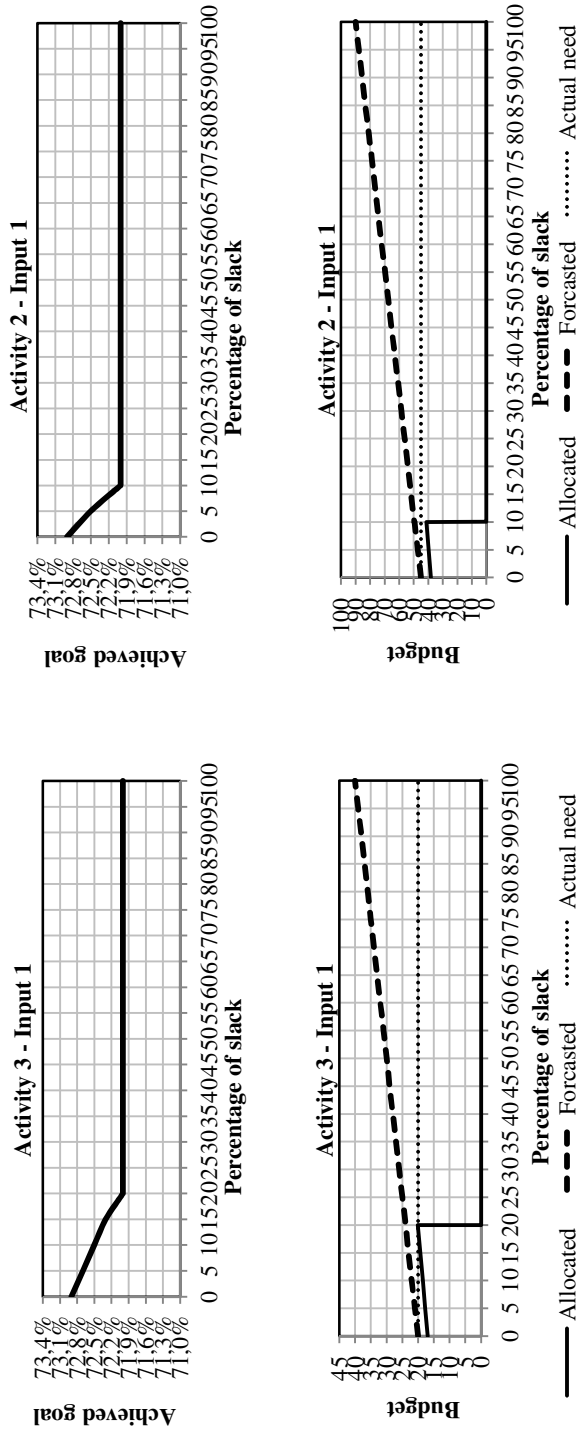 Activity 3 - Input 1
Achieved goal
73,4%
73,1%
72,8%
72,5%
72,2%
71,9%
71,6%
71,3%
71,0%
0 5 10 15 20 25 30 35 40 45 50 55 60 65 70 75 80 85 90 95 100
Percentage of slack
Activity 2 - Input 1
Achieved goal
73,4%
73,1%
72,8%
72,5%
72,2%
71,9%
71,6%
71,3%
71,0%
0 5 10 15 20 25 30 35 40 45 50 55 60 65 70 75 80 85 90 95 100
Percentage of slack
Activity 3 - Input 1
Budget
45
40
35
30
25
20
15
10
5
0
0 5 10 15 20 25 30 35 40 45 50 55 60 65 70 75 80 85 90 95 100
Percentage of slack
Allocated Forcasted Actual need
Activity 2 - Input 1
Budget
100
90
80
70
60
50
40
30
20
10
0
0 5 10 15 20 25 30 35 40 45 50 55 60 65 70 75 80 85 90 95 100
Percentage of slack
Allocated Forcasted Actual need